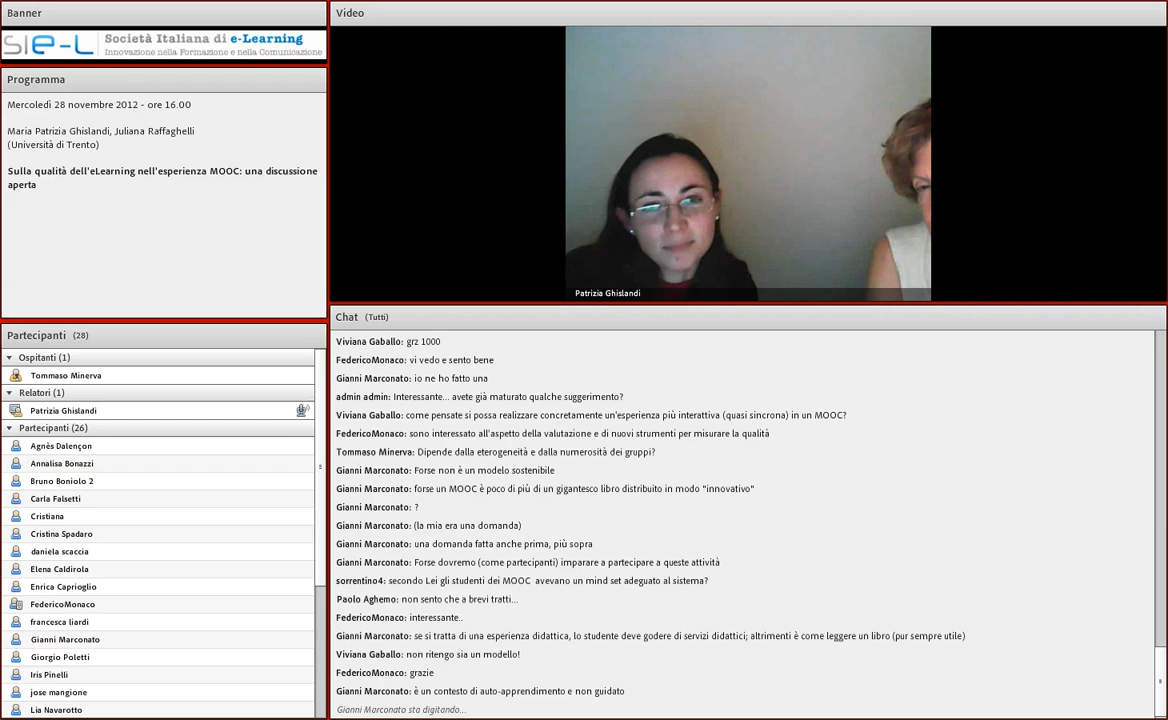 Banner
SIe-L
Società Italiana di e-Learning
Innovazione nella Formazione e nella Comunicazione
Programma
Mercoledì 28 novembre 2012 - ore 16.00
Maria Patrizia Ghislandi, Juliana Raffaghelli
(Università di Trento)
Sulla qualità dell'eLearning nell'esperienza MOOC: una discussione
aperta
Partecipanti (28)
Ospitanti (1)
Tommaso Minerva
Relatori (1)
Patrizia Ghislandi
Partecipanti (26)
Agnès Dalençon
Annalisa Bonazzi
Bruno Boniolo 2
Carla Falsetti
Cristiana
Cristina Spadaro
daniela scaccia
Elena Caldirola
Enrica Caprioglio
FedericoMonaco
francesca liardi
Gianni Marconato
Giorgio Poletti
Iris Pinelli
jose mangione
Lia Navarotto
Video
Patrizia Ghislandi
Chat (Tutti)
Viviana Gaballo: grz 1000
FedericoMonaco: vi vedo e sento bene
Gianni Marconato: io ne ho fatto una
admin admin: Interessante... avete già maturato qualche suggerimento?
Viviana Gaballo: come pensate si possa realizzare concretamente un'esperienza più interattiva (quasi sincrona) in un MOOC?
FedericoMonaco: sono interessato all'aspetto della valutazione e di nuovi strumenti per misurare la qualità
Tommaso Minerva: Dipende dalla eterogeneità e dalla numerosità dei gruppi?
Gianni Marconato: Forse non è un modelo sostenibile
Gianni Marconato: forse un MOOC è poco di più di un gigantesco libro distribuito in modo "innovativo"
Gianni Marconato: ?
Gianni Marconato: (la mia era una domanda)
Gianni Marconato: una domanda fatta anche prima, più sopra
Gianni Marconato: Forse dovremo (come partecipanti) imparare a partecipare a queste attività
sorrentino4: secondo Lei gli studenti dei MOOC avevano un mind set adeguato al sistema?
Paolo Aghemo: non sento che a brevi tratti...
FedericoMonaco: interessante..
Gianni Marconato: se si tratta di una esperienza didattica, lo studente deve godere di servizi didattici; altrimenti è come leggere un libro (pur sempre utile)
Viviana Gaballo: non ritengo sia un modello!
FedericoMonaco: grazie
Gianni Marconato: è un contesto di auto-apprendimento e non guidato
Gianni Marconato sta digitando...